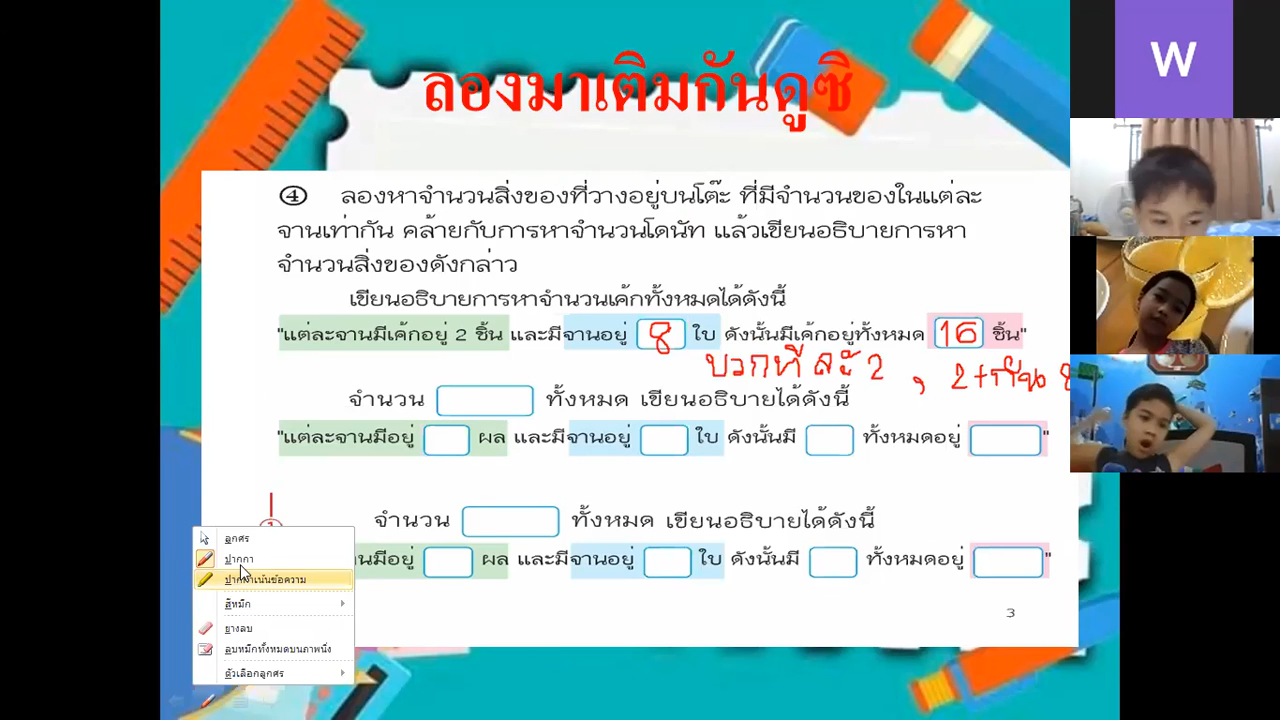 ลองมาเติมกันดูซิ
W
④ ลองหาจำนวนสิ่งของที่วางอยู่บนโต๊ะ ที่มีจำนวนของในแต่ละ
จานเท่ากัน คล้ายกับการหาจำนวนโดนัท แล้วเขียนอธิบายการหา
จำนวนสิ่งของดังกล่าว
เขียนอธิบายการหาจำนวนเค้กทั้งหมดได้ดังนี้
"แต่ละจานมีเค้กอยู่ 2 ชิ้น และมีจานอยู่ 8 ใบ ดังนั้นมีเค้กอยู่ทั้งหมด 16 ชิ้น"
บวกทีละ 2 ,
จำนวน ทั้งหมด เขียนอธิบายได้ดังนี้
"แต่ละจานมีอยู่ ผล และมีจานอยู่ ใบ ดังนั้นมี ทั้งหมดอยู่ "
จำนวน ทั้งหมด เขียนอธิบายได้ดังนี้
านมีอยู่ ผล และมีจานอยู่ ใบ ดังนั้นมี ทั้งหมดอยู่ "
3
ลูกศร
ปากกา
ปากกาเน้นข้อความ
สีหมึก
ยางลบ
ลบหมึกทั้งหมดบนภาพนิ่ง
ตัวเลือกลูกศร